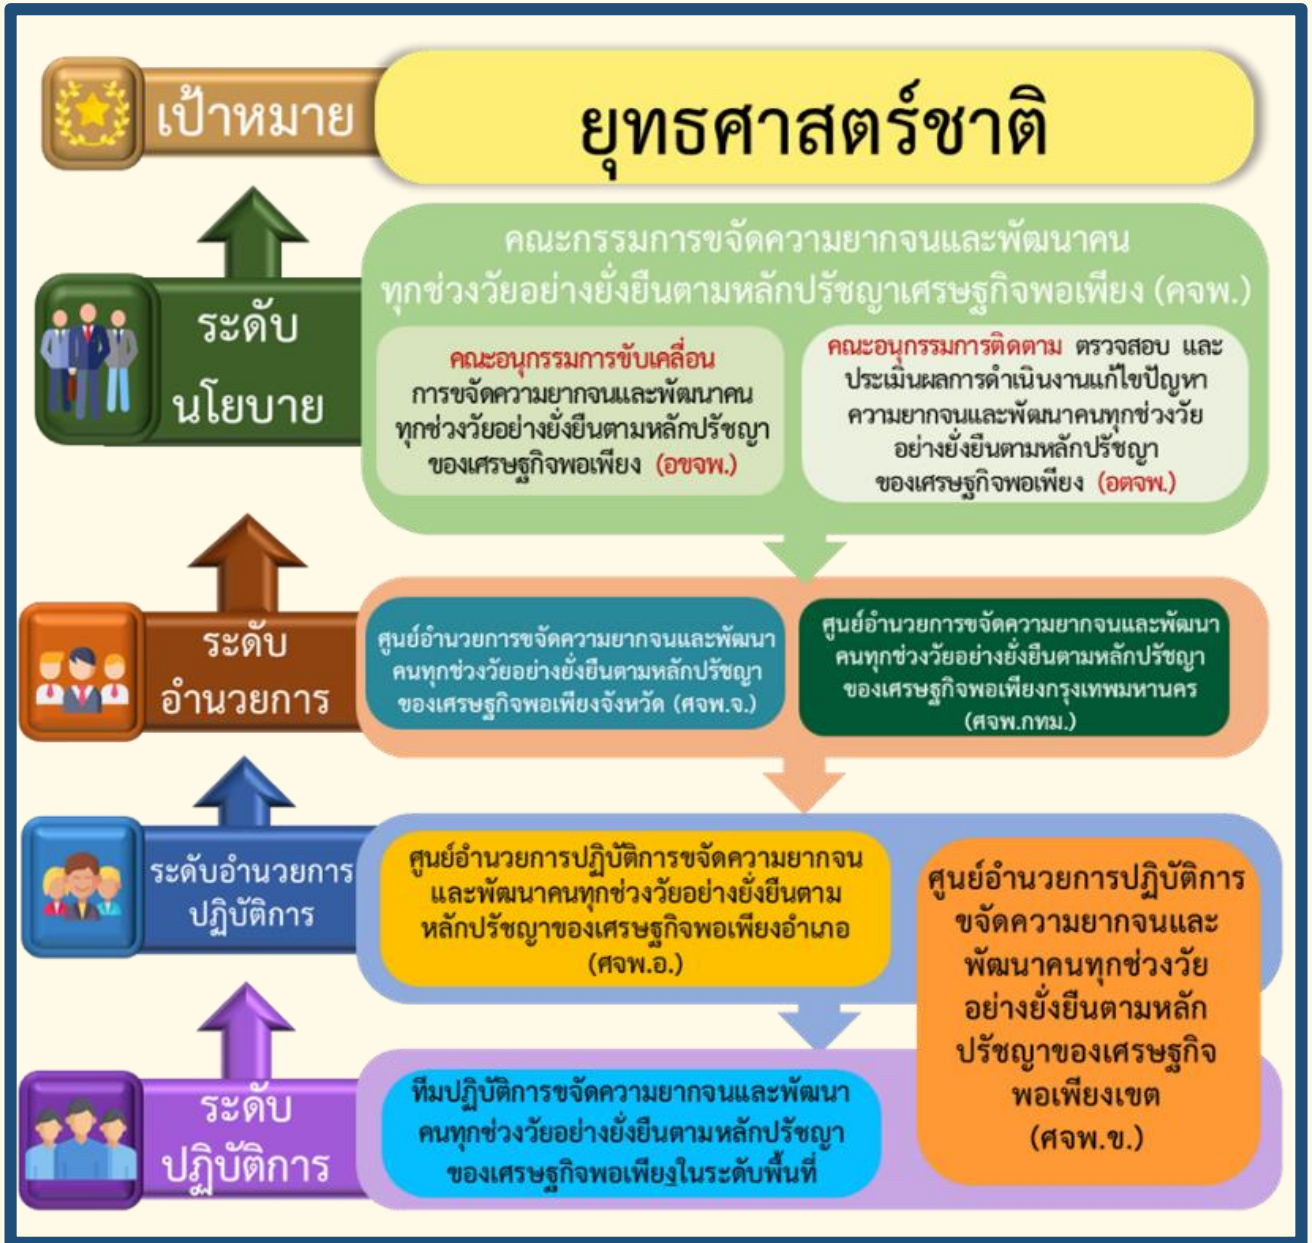 เป้าหมาย
ยุทธศาสตร์ชาติ
ระดับ
นโยบาย
คณะกรรมการขจัดความยากจนและพัฒนาคน
ทุกช่วงวัยอย่างยั่งยืนตามหลักปรัชญาเศรษฐกิจพอเพียง (คจพ.)
คณะอนุกรรมการขับเคลื่อน
การขจัดความยากจนและพัฒนาคน
ทุกช่วงวัยอย่างยั่งยืนตามหลักปรัชญา
ของเศรษฐกิจพอเพียง (อขจพ.)
คณะอนุกรรมการติดตาม ตรวจสอบ และ
ประเมินผลการดำเนินงานแก้ไขปัญหา
ความยากจนและพัฒนาคนทุกช่วงวัย
อย่างยั่งยืนตามหลักปรัชญา
ของเศรษฐกิจพอเพียง (อตจพ.)
ระดับ
อำนวยการ
ศูนย์อำนวยการขจัดความยากจนและพัฒนา
คนทุกช่วงวัยอย่างยั่งยืนตามหลักปรัชญา
ของเศรษฐกิจพอเพียงจังหวัด (ศจพ.จ.)
ศูนย์อำนวยการขจัดความยากจนและพัฒนา
คนทุกช่วงวัยอย่างยั่งยืนตามหลักปรัชญา
ของเศรษฐกิจพอเพียงกรุงเทพมหานคร
(ศจพ.กทม.)
ระดับอำนวยการ
ปฏิบัติการ
ศูนย์อำนวยการปฏิบัติการขจัดความยากจน
และพัฒนาคนทุกช่วงวัยอย่างยั่งยืนตาม
หลักปรัชญาของเศรษฐกิจพอเพียงอำเภอ
(ศจพ.อ.)
ศูนย์อำนวยการปฏิบัติการ
ขจัดความยากจนและ
พัฒนาคนทุกช่วงวัย
อย่างยั่งยืนตามหลัก
ปรัชญาของเศรษฐกิจ
พอเพียงเขต
(ศจพ.ข.)
ระดับ
ปฏิบัติการ
ทีมปฏิบัติการขจัดความยากจนและพัฒนา
คนทุกช่วงวัยอย่างยั่งยืนตามหลักปรัชญา
ของเศรษฐกิจพอเพียงในระดับพื้นที่